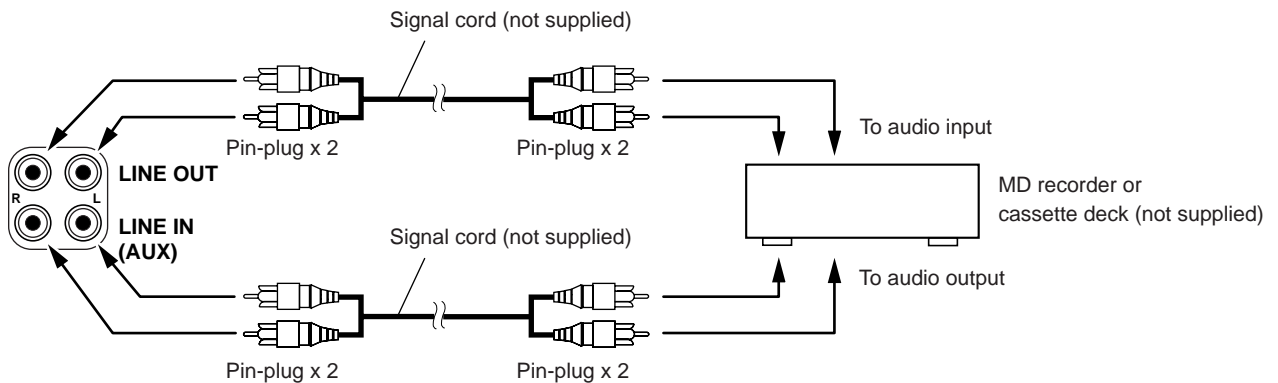 Signal cord (not supplied)
Pin-plug x 2
Pin-plug x 2
To audio input
LINE OUT
R
L
LINE IN
(AUX)
MD recorder or
cassette deck (not supplied)
Signal cord (not supplied)
To audio output
Pin-plug x 2
Pin-plug x 2